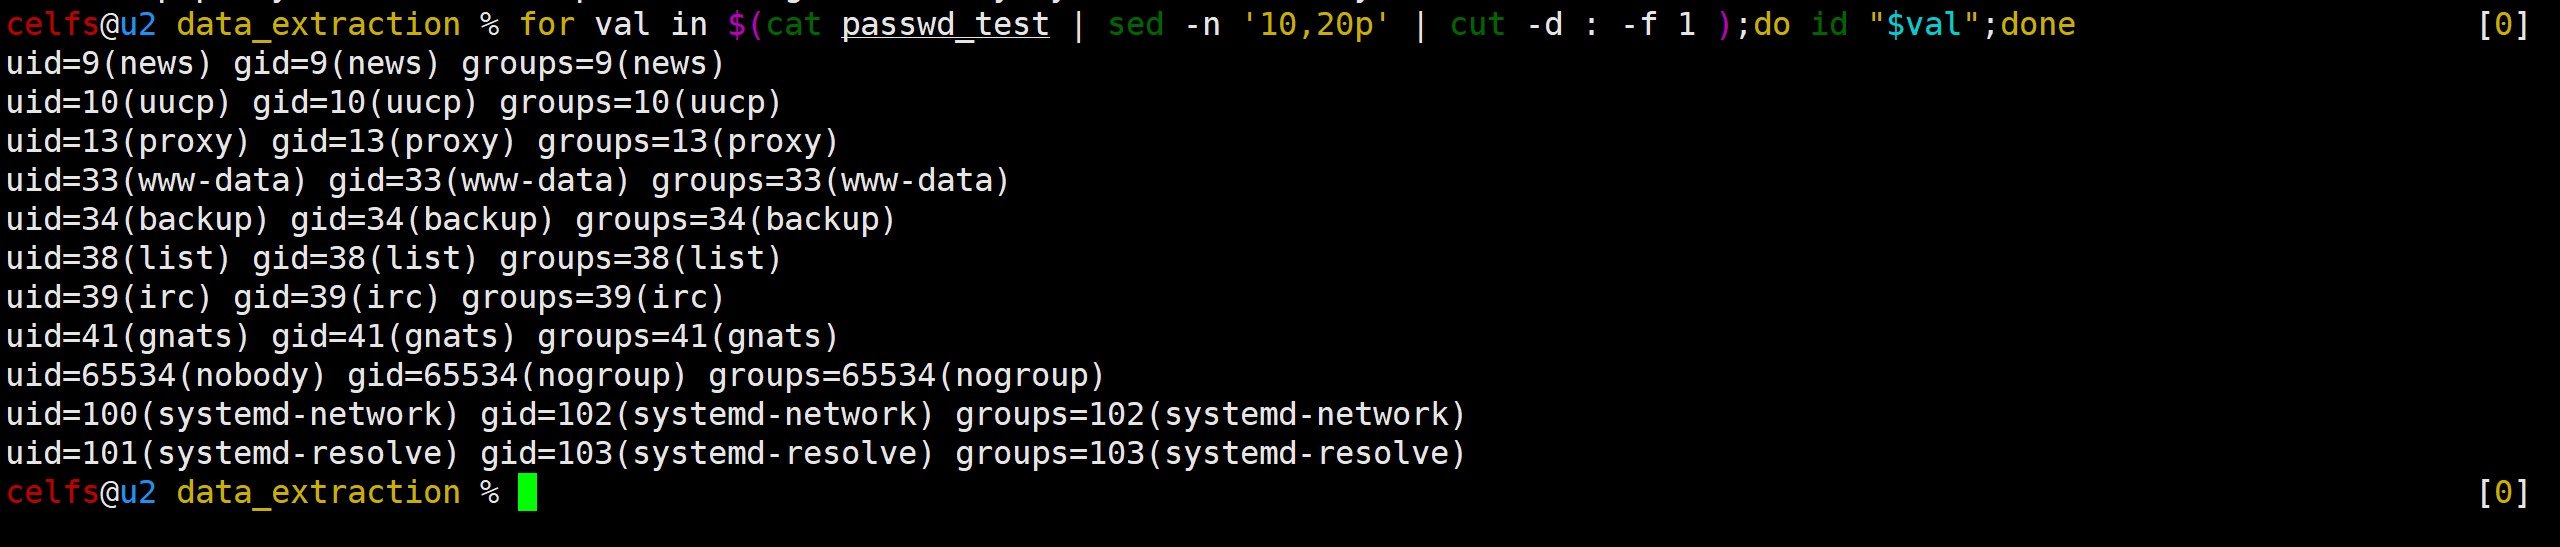 celfs@u2 data_extraction % for val in $(cat passwd_test | sed -n '10,20p' | cut -d : -f 1 );do id "$val";done [0]
uid=9(news) gid=9(news) groups=9(news)
uid=10(uucp) gid=10(uucp) groups=10(uucp)
uid=13(proxy) gid=13(proxy) groups=13(proxy)
uid=33(www-data) gid=33(www-data) groups=33(www-data)
uid=34(backup) gid=34(backup) groups=34(backup)
uid=38(list) gid=38(list) groups=38(list)
uid=39(irc) gid=39(irc) groups=39(irc)
uid=41(gnats) gid=41(gnats) groups=41(gnats)
uid=65534(nobody) gid=65534(nogroup) groups=65534(nogroup)
uid=100(systemd-network) gid=102(systemd-network) groups=102(systemd-network)
uid=101(systemd-resolve) gid=103(systemd-resolve) groups=103(systemd-resolve)
celfs@u2 data_extraction % [0]